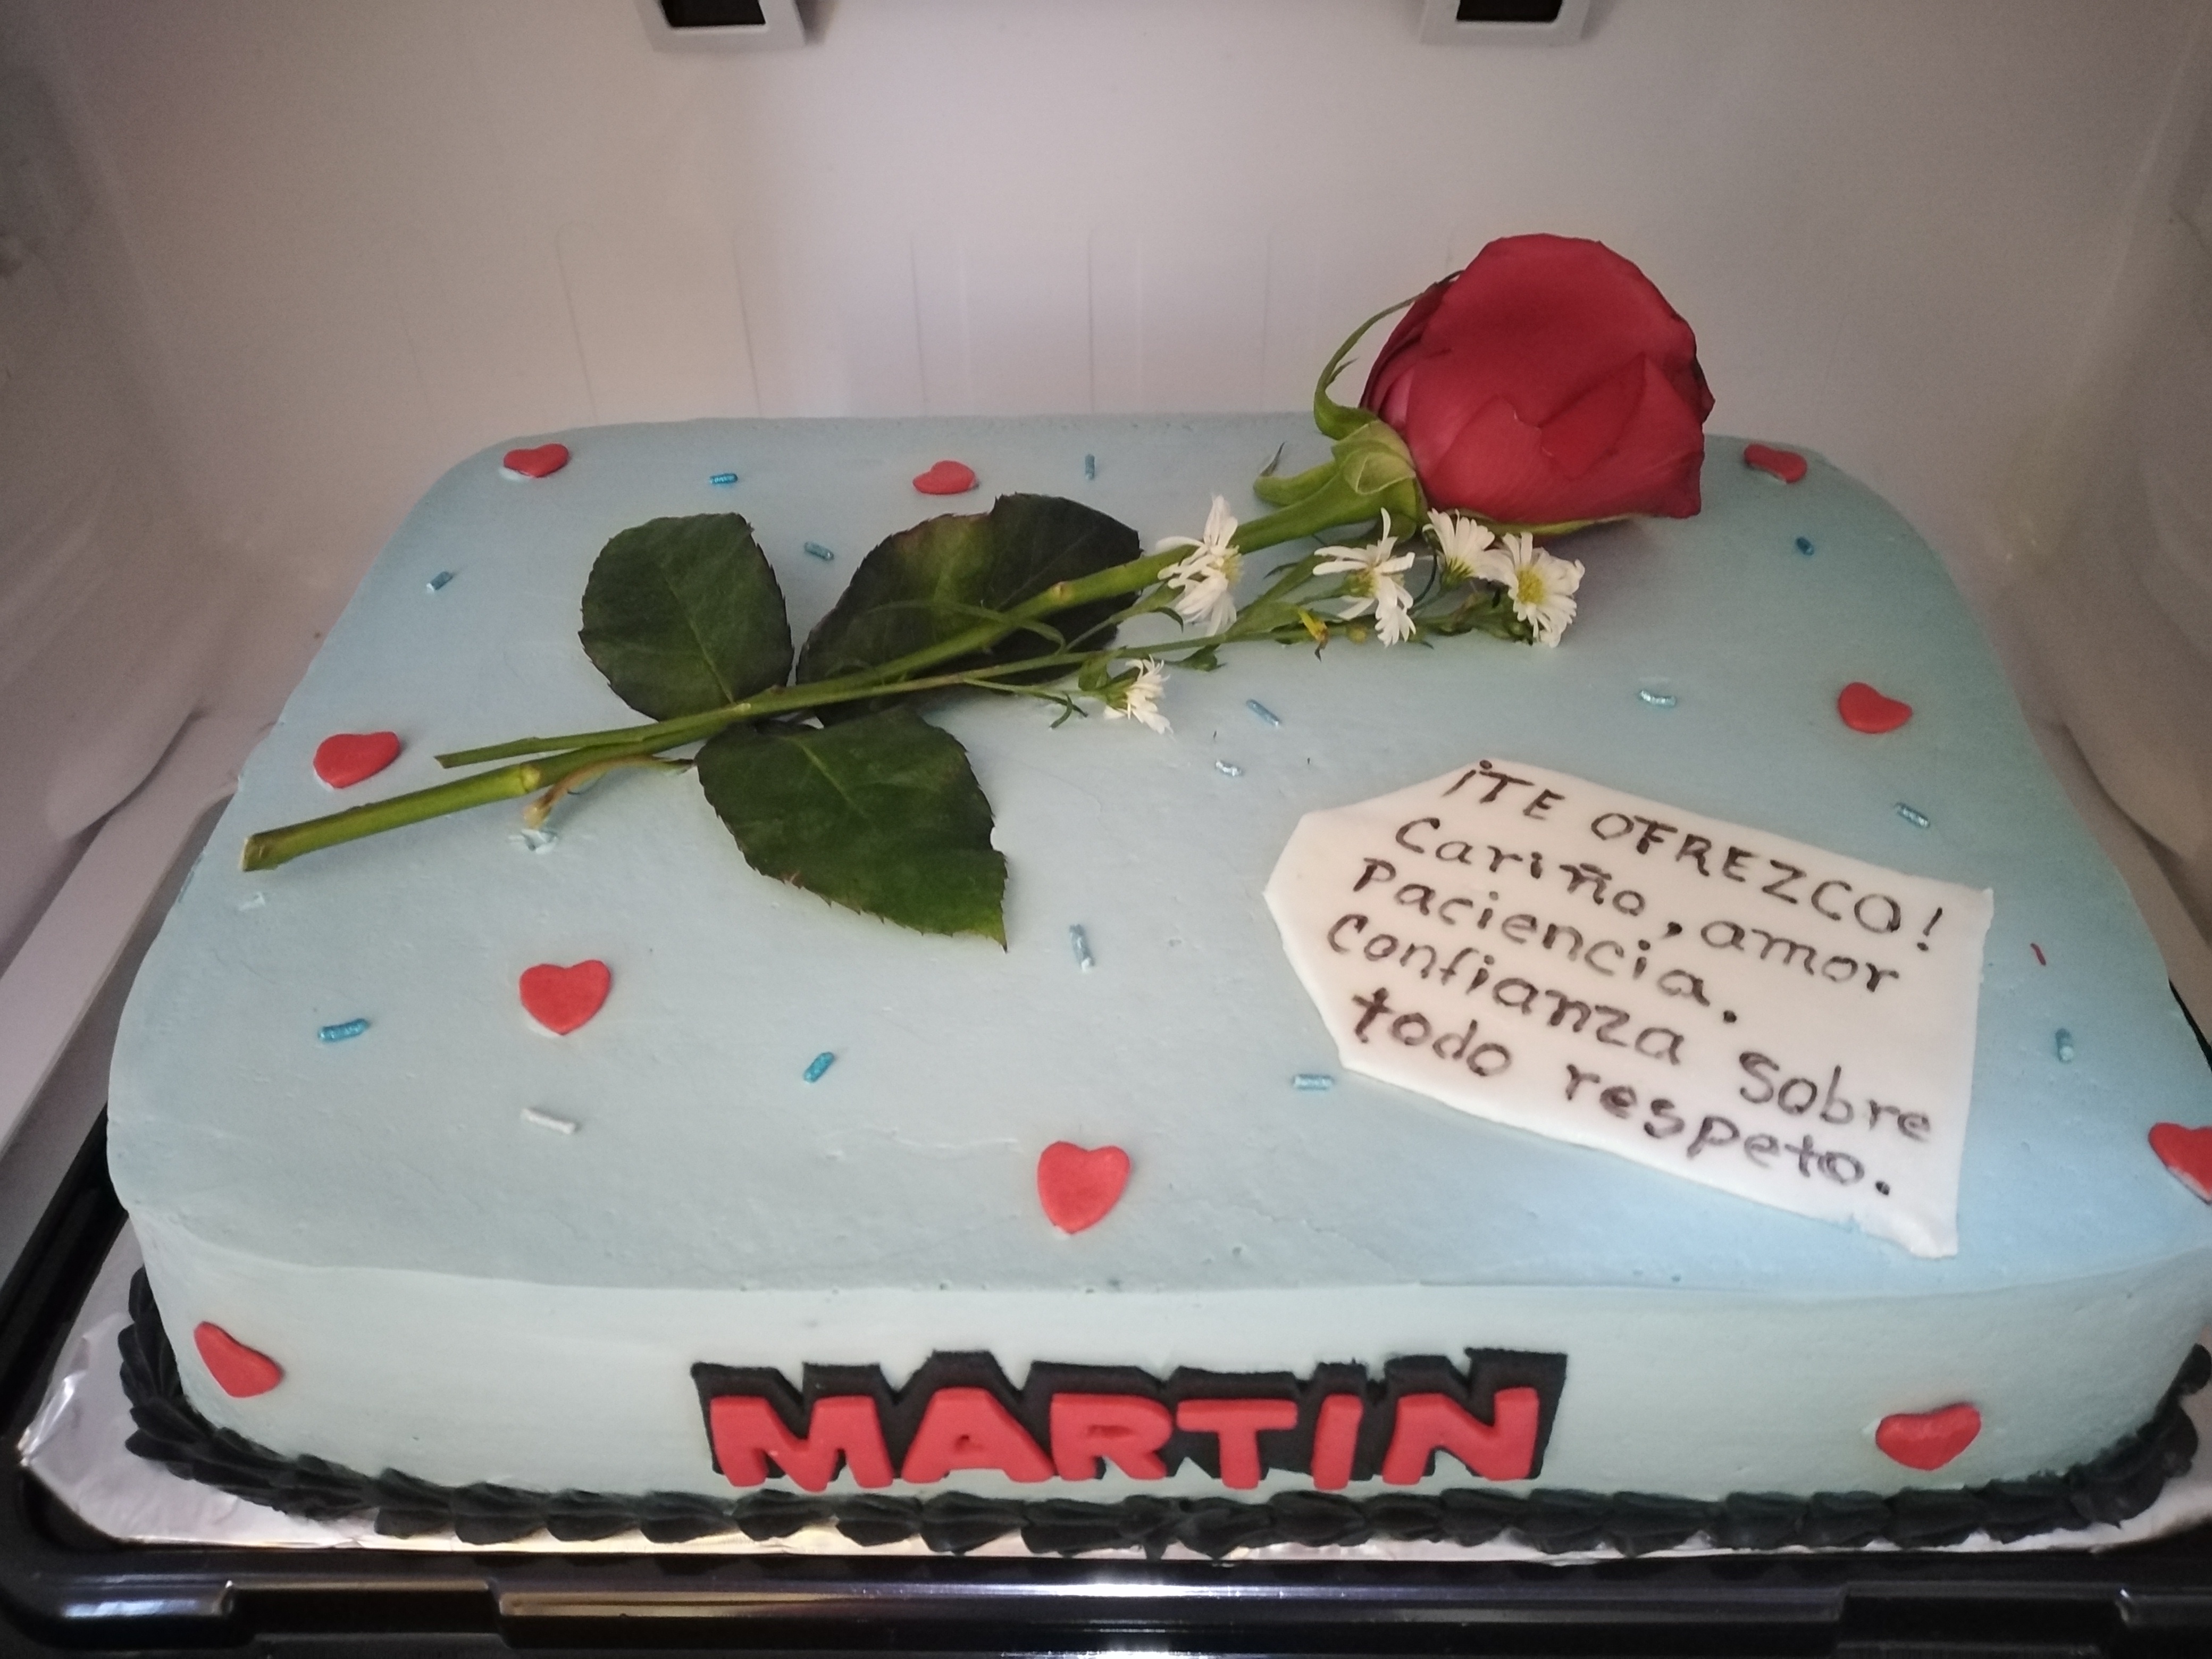 ¡TE OFREZCO!
Cariño, amor
Paciencia.
Confianza Sobre
todo respeto.
MARTIN